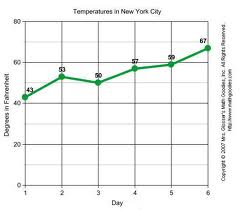 Temperatures in New York City
Degrees in Fahrenheit
80
60
40
20
0
43
53
50
57
59
67
1 2 3 4 5 6
Day
Copyright © 2007 Mrs. Glosser's Math Goodies, Inc. All Rights Reserved.
http://www.mathgoodies.com